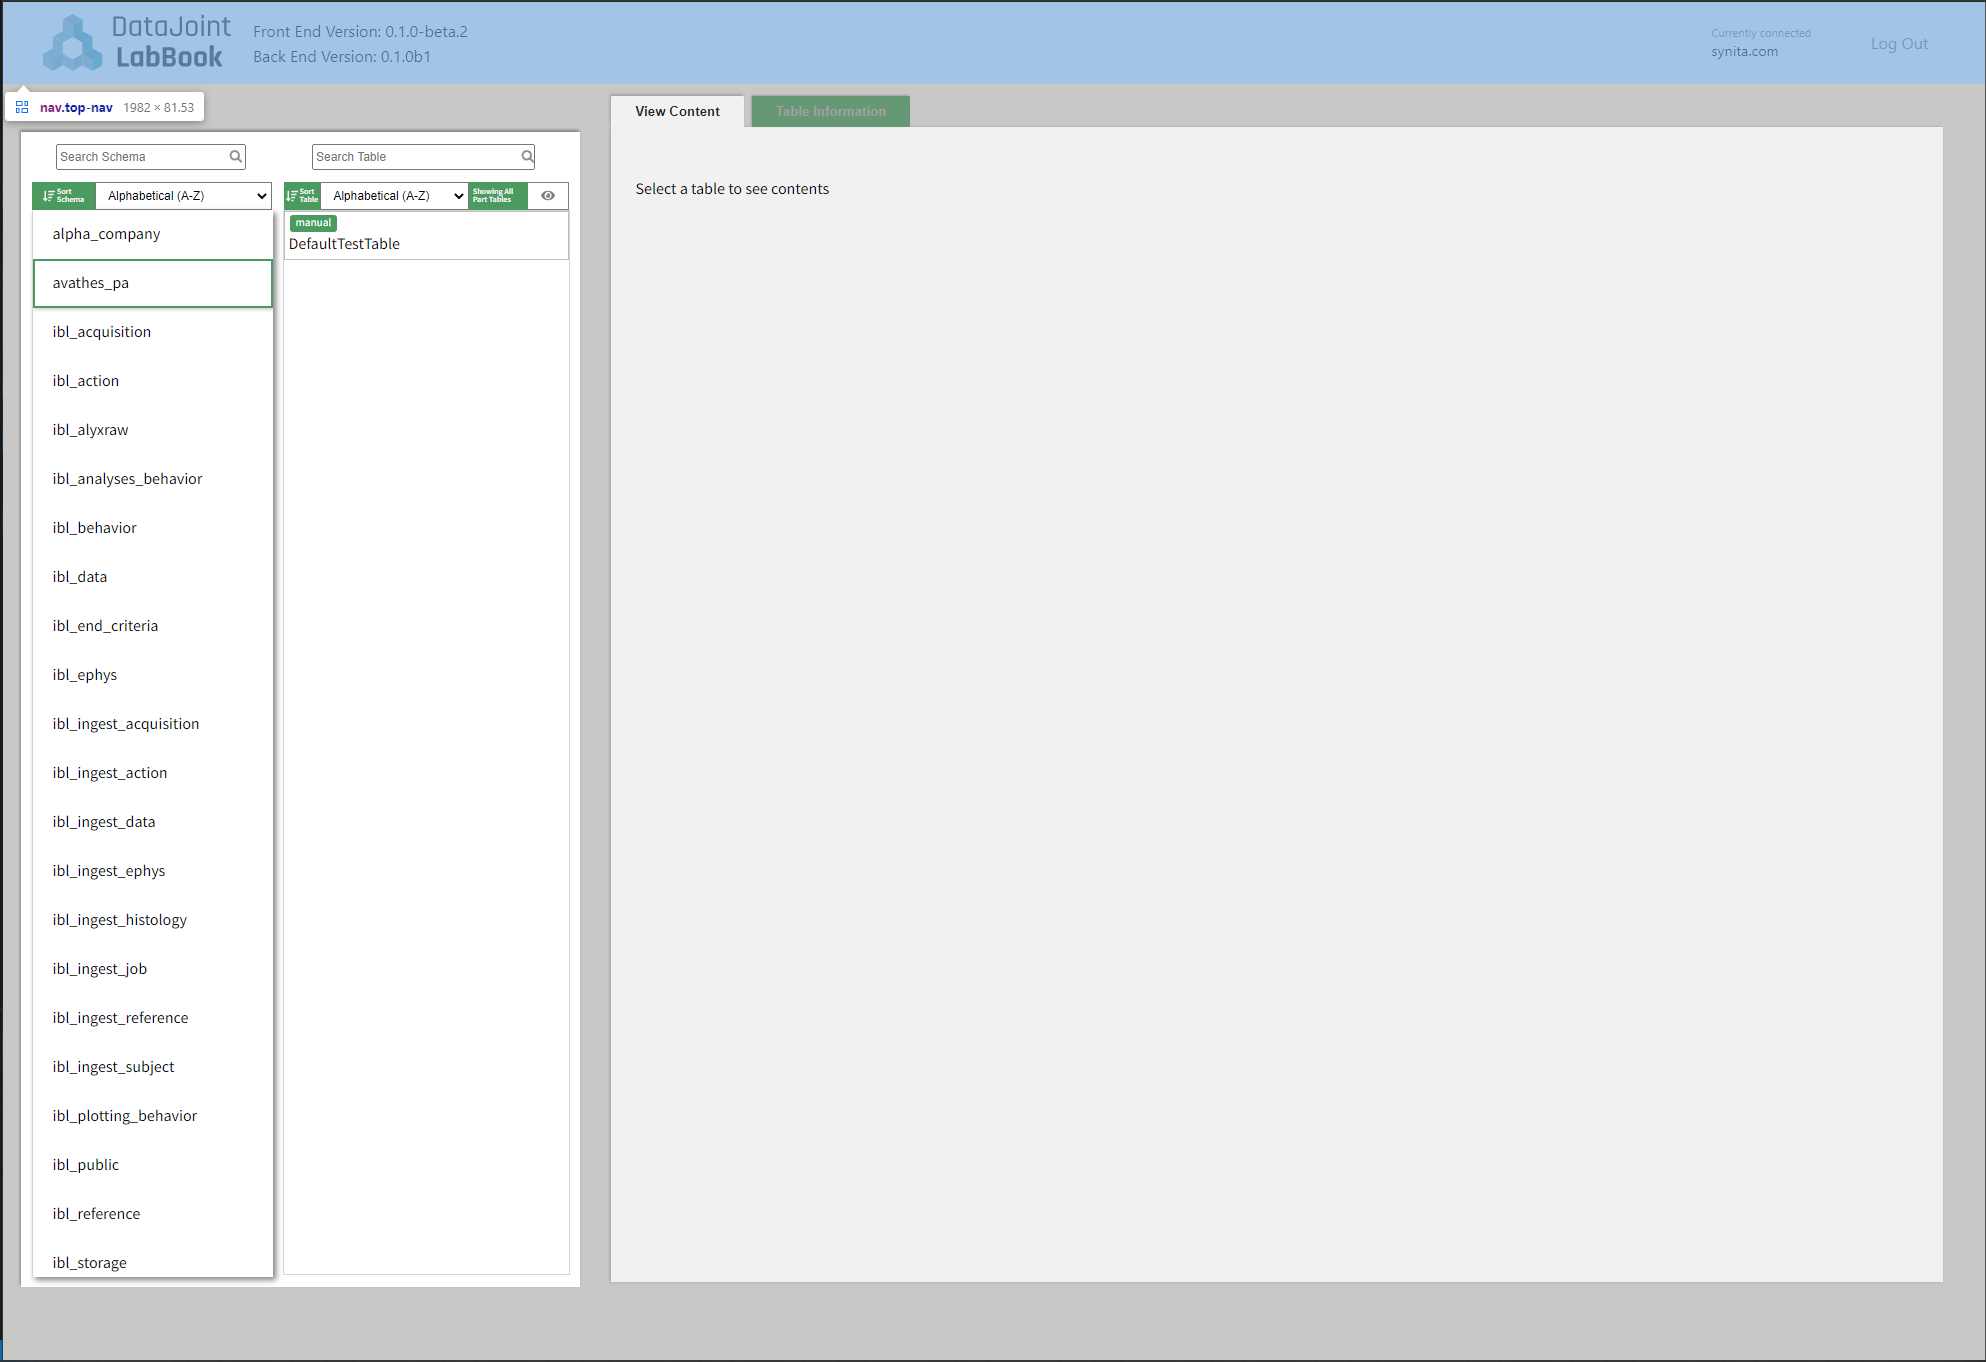 DataJoint
LabBook
Front End Version: 0.1.0-beta.2
Back End Version: 0.1.0b1
Currently connected
synita.com
Log Out
nav.top-nav 1982 × 81.53
View Content
Table Information
Search Schema
Search Table
Sort Schema
Alphabetical (A-Z)
Sort Table
Alphabetical (A-Z)
Showing All Part Tables
Select a table to see contents
manual
DefaultTestTable
alpha_company
avathes_pa
ibl_acquisition
ibl_action
ibl_alyxraw
ibl_analyses_behavior
ibl_behavior
ibl_data
ibl_end_criteria
ibl_ephys
ibl_ingest_acquisition
ibl_ingest_action
ibl_ingest_data
ibl_ingest_ephys
ibl_ingest_histology
ibl_ingest_job
ibl_ingest_reference
ibl_ingest_subject
ibl_plotting_behavior
ibl_public
ibl_reference
ibl_storage